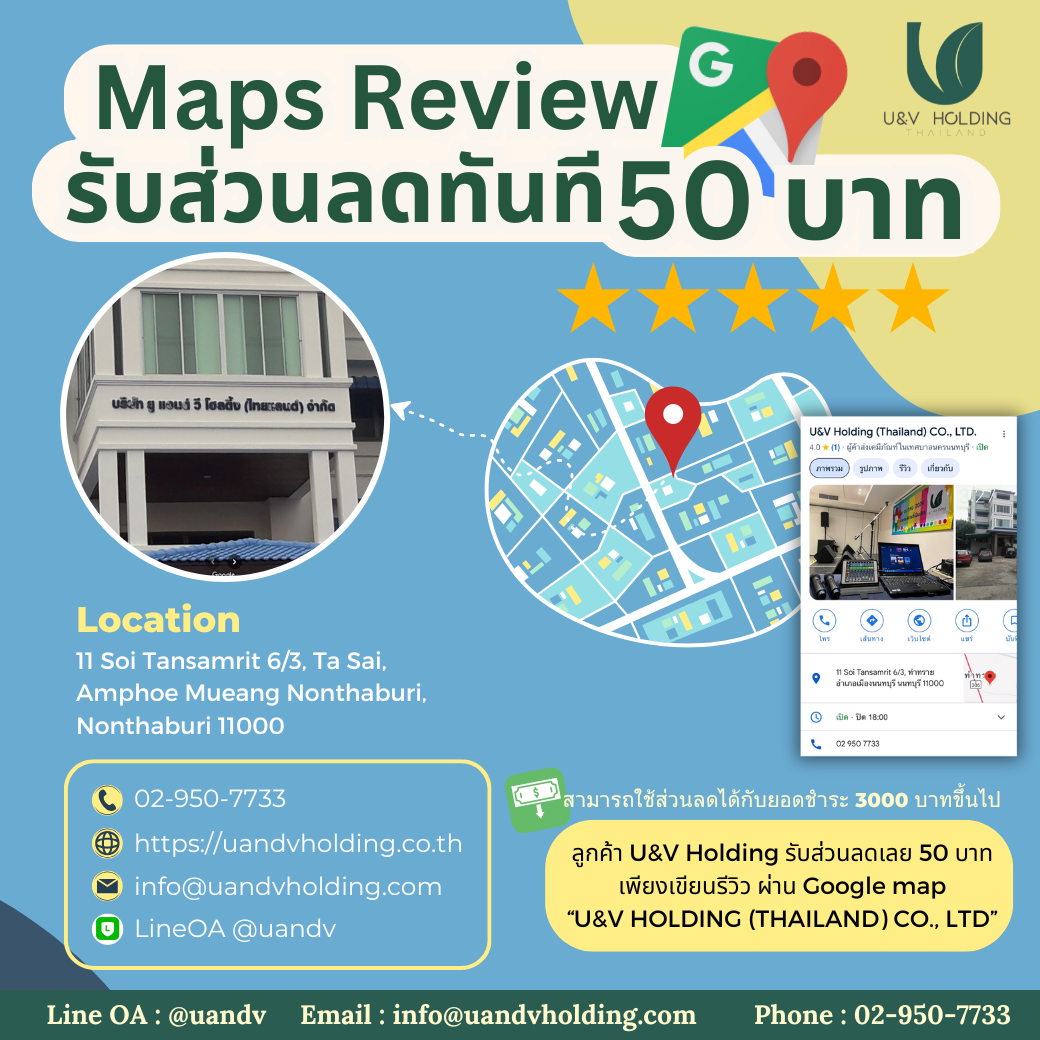 Maps Review
รับส่วนลดทันที 50 บาท
G
U&V HOLDING
THAILAND
บริษัท ยู แอนด์ วี โฮลดิ้ง (ไทยแลนด์) จำกัด
Google
U&V Holding (Thailand) CO., LTD.
4.0 ★ (1) · ผู้ค้าส่งเคมีภัณฑ์ในเทศบาลนครนนทบุรี · เปิด
ภาพรวม รูปภาพ รีวิว เกี่ยวกับ
โทร เส้นทาง เว็บไซต์ แชร์
11 Soi Tansamrit 6/3, ท่าทราย
อำเภอเมืองนนทบุรี นนทบุรี 11000
306
เปิด · ปิด 18:00
02 950 7733
Location
11 Soi Tansamrit 6/3, Ta Sai,
Amphoe Mueang Nonthaburi,
Nonthaburi 11000
02-950-7733
https://uandvholding.co.th
info@uandvholding.com
LineOA @uandv
$
สามารถใช้ส่วนลดได้กับยอดชำระ 3000 บาทขึ้นไป
ลูกค้า U&V Holding รับส่วนลดเลย 50 บาท
เพียงเขียนรีวิว ผ่าน Google map
“U&V HOLDING (THAILAND) CO., LTD”
Line OA : @uandv Email : info@uandvholding.com Phone : 02-950-7733